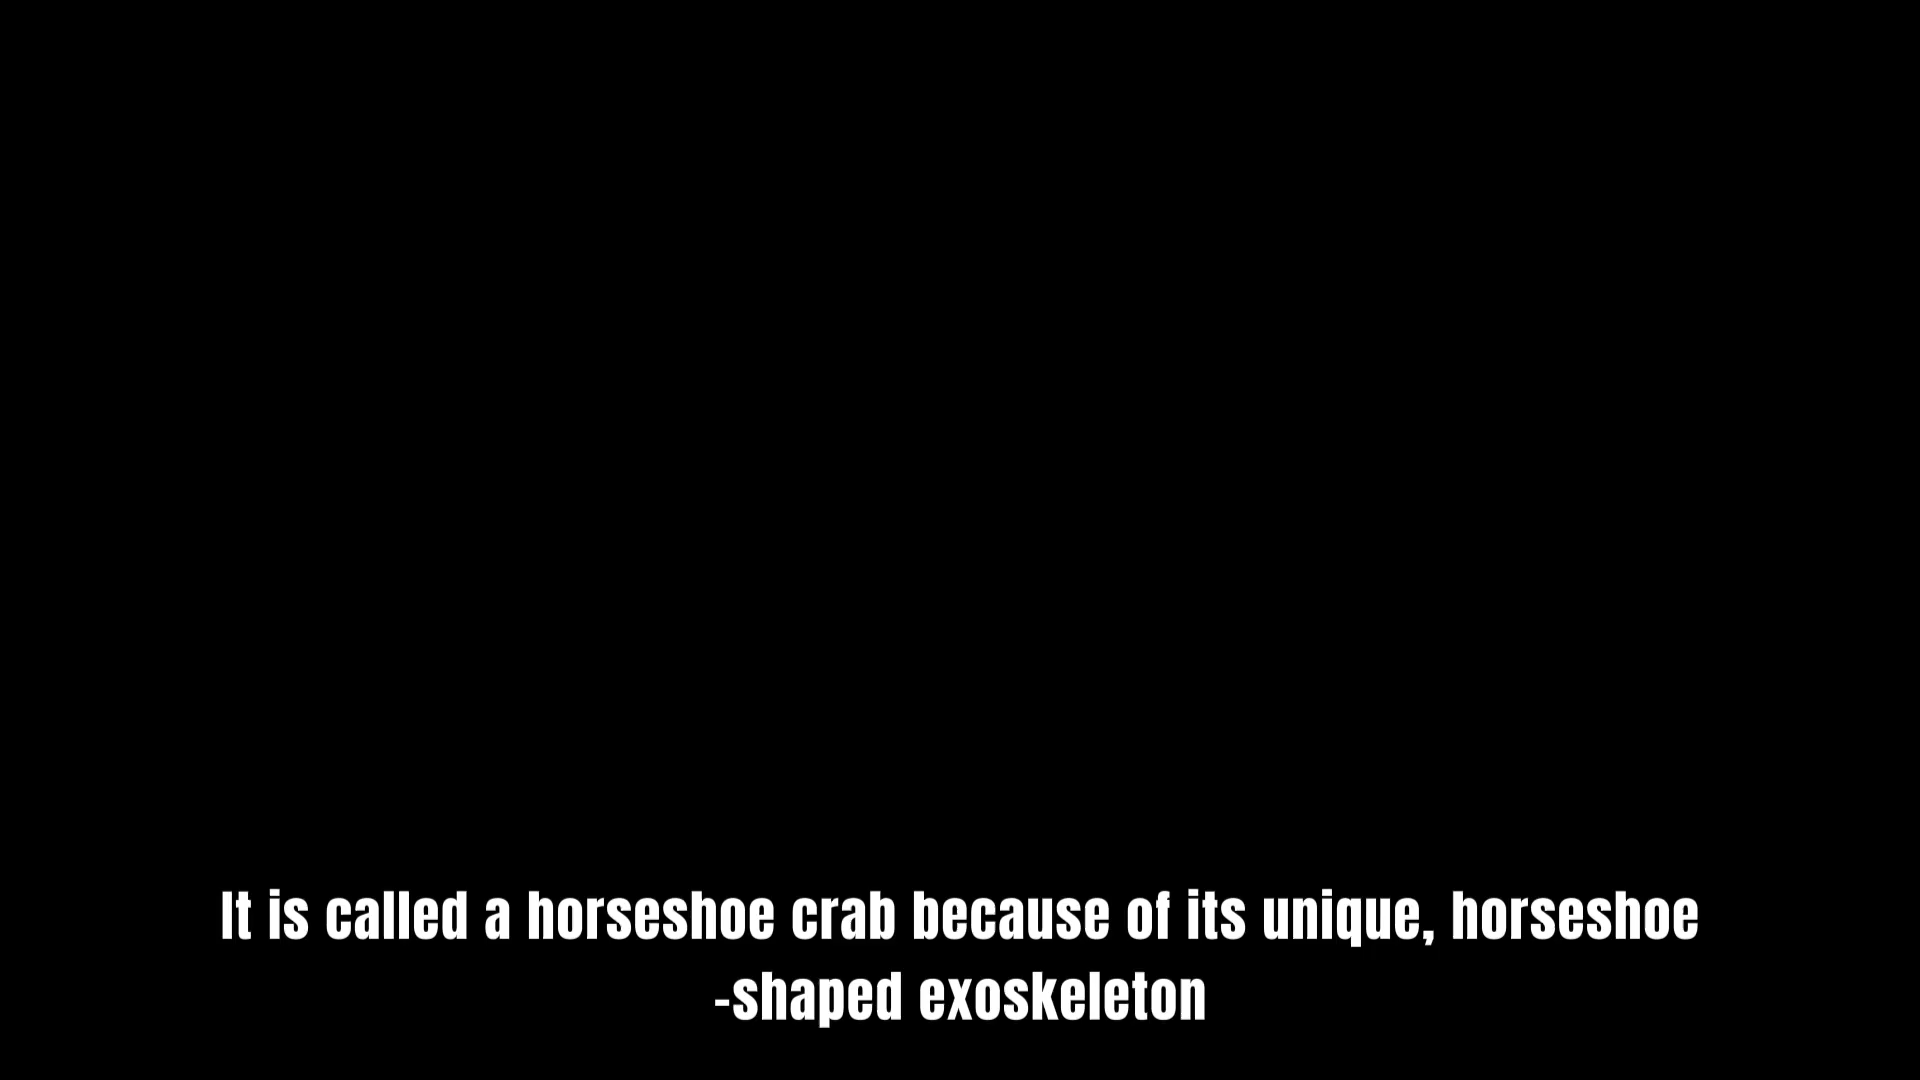 It is called a horseshoe crab because of its unique, horseshoe
-shaped exoskeleton